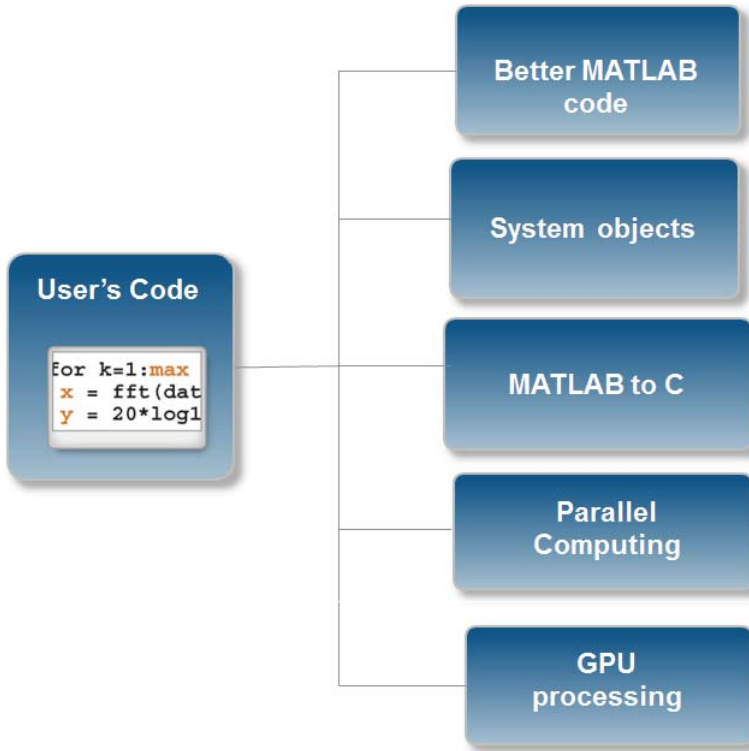 User's Code
for k=1:max
x = fft(dat
y = 20*log1
Better MATLAB
code
System objects
MATLAB to C
Parallel
Computing
GPU
processing